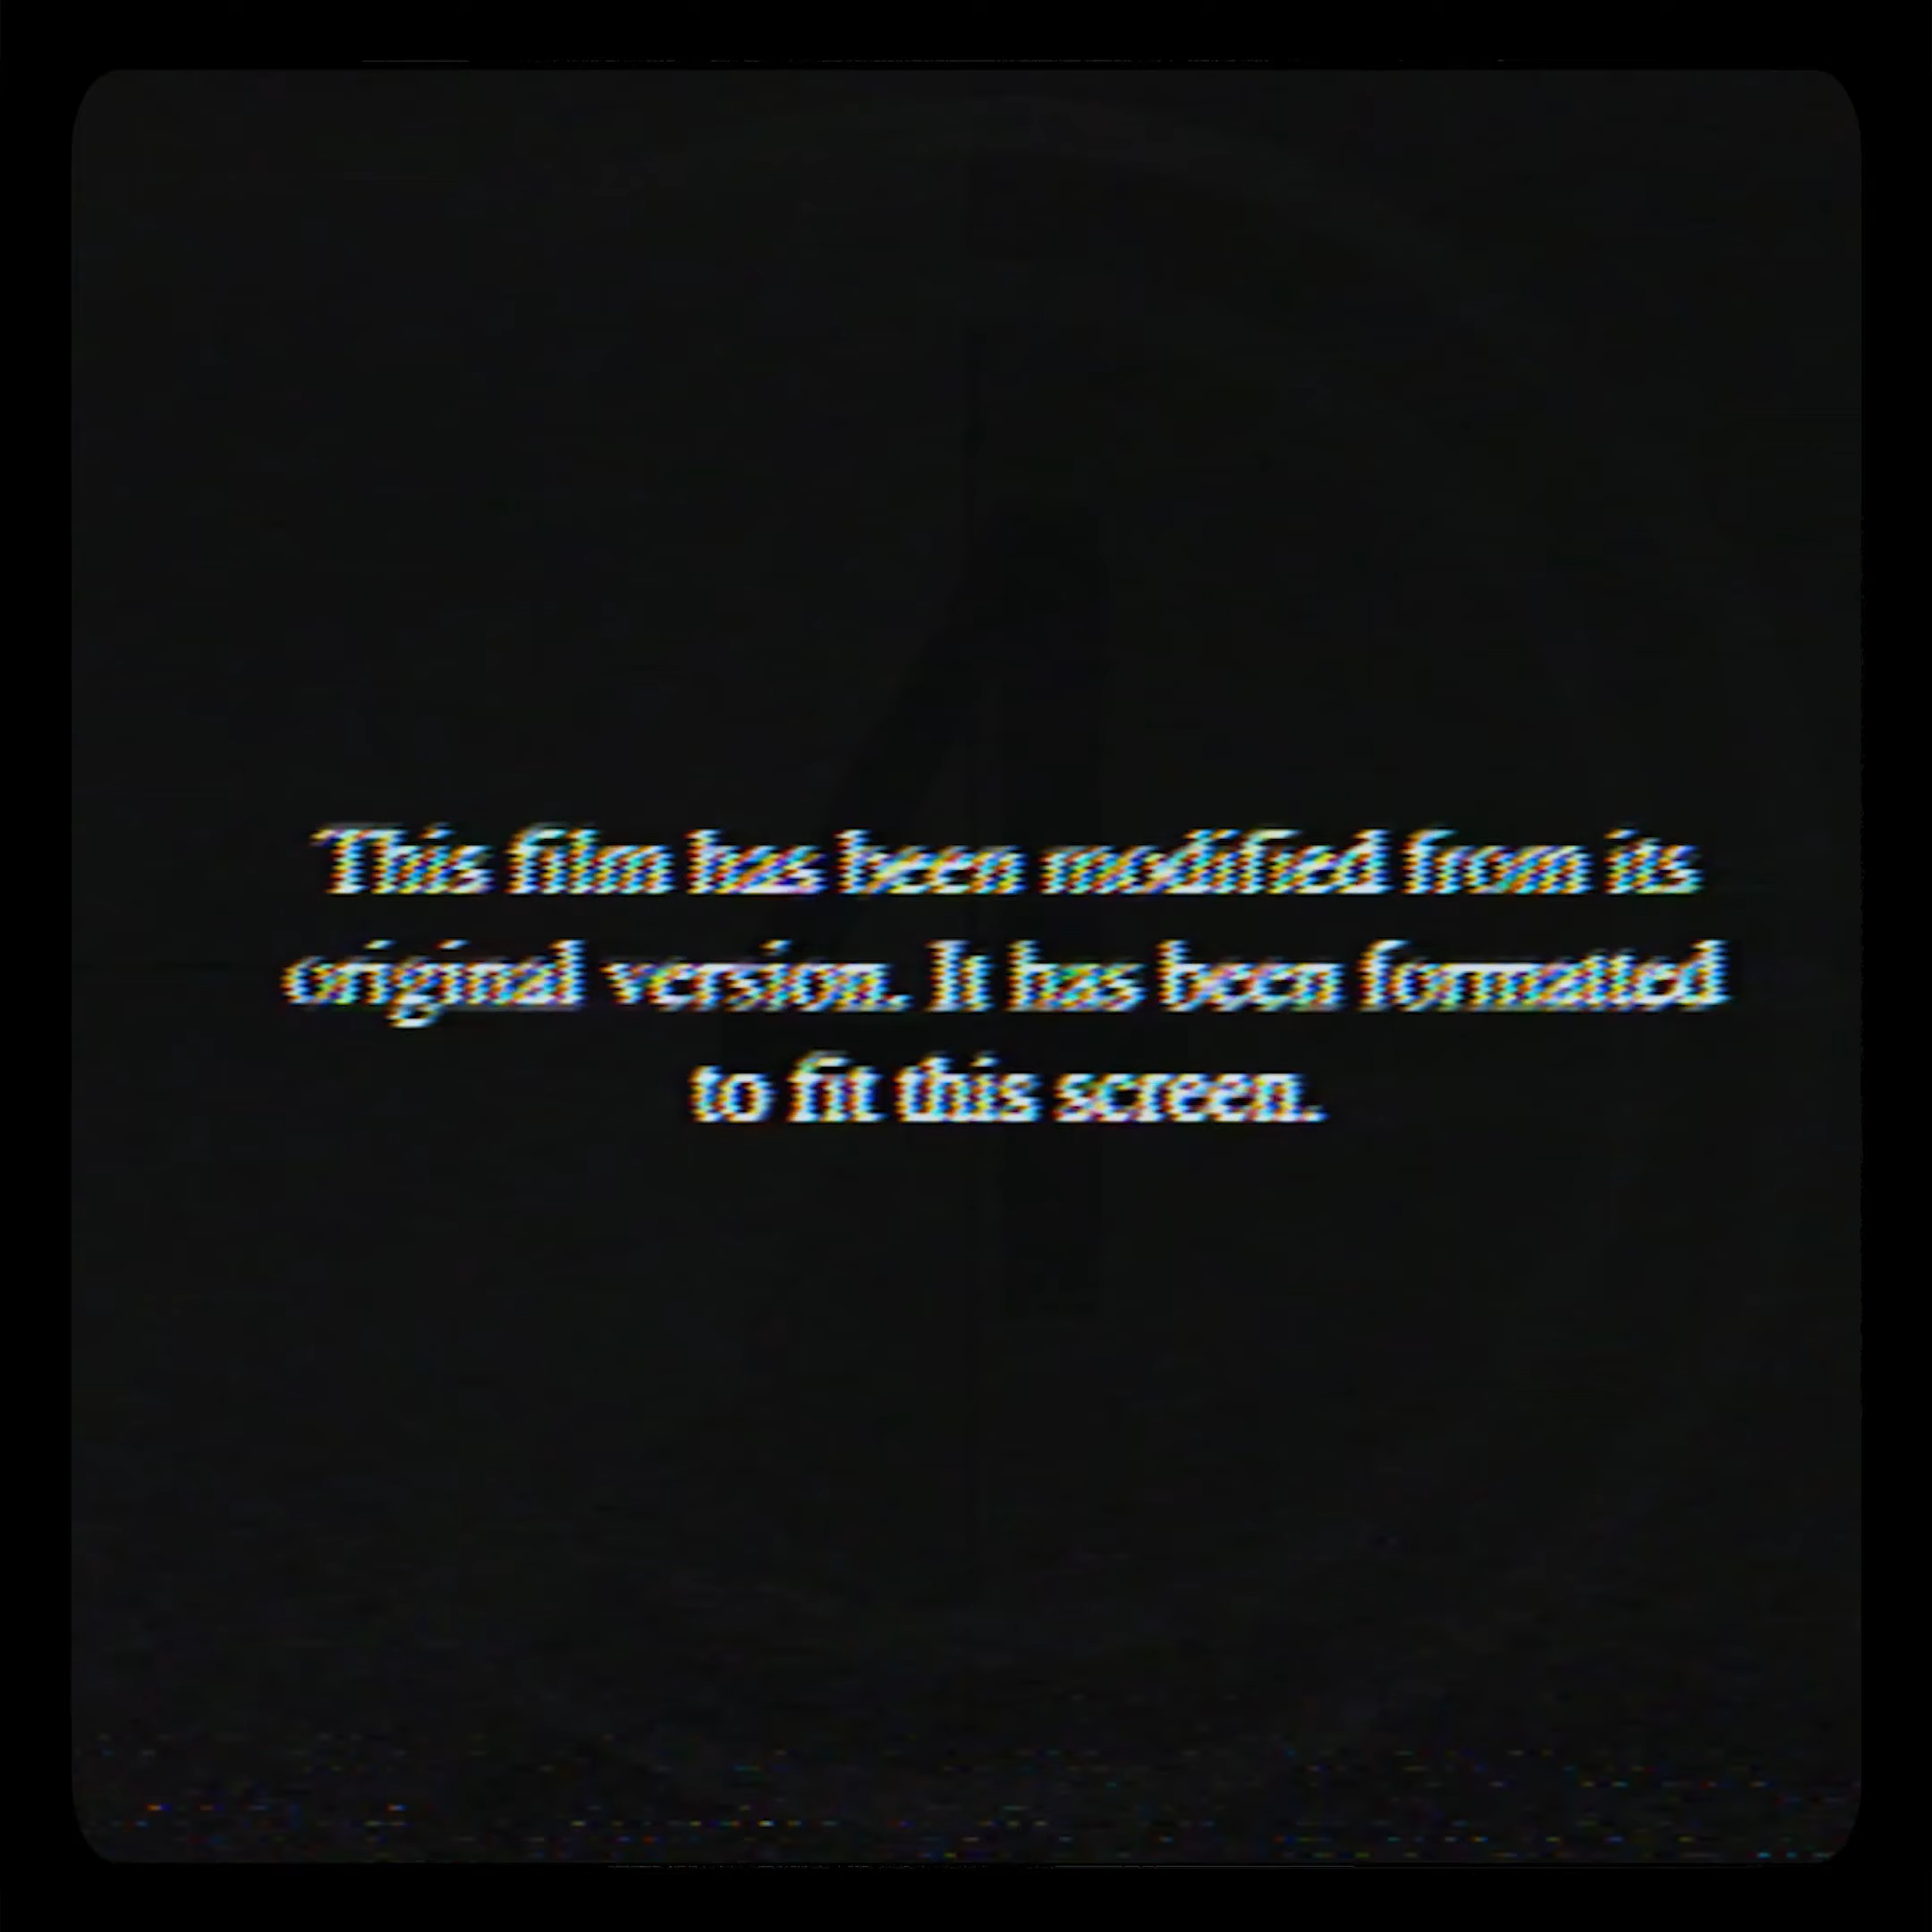 This film has been modified from its
original version. It has been formatted
to fit this screen.